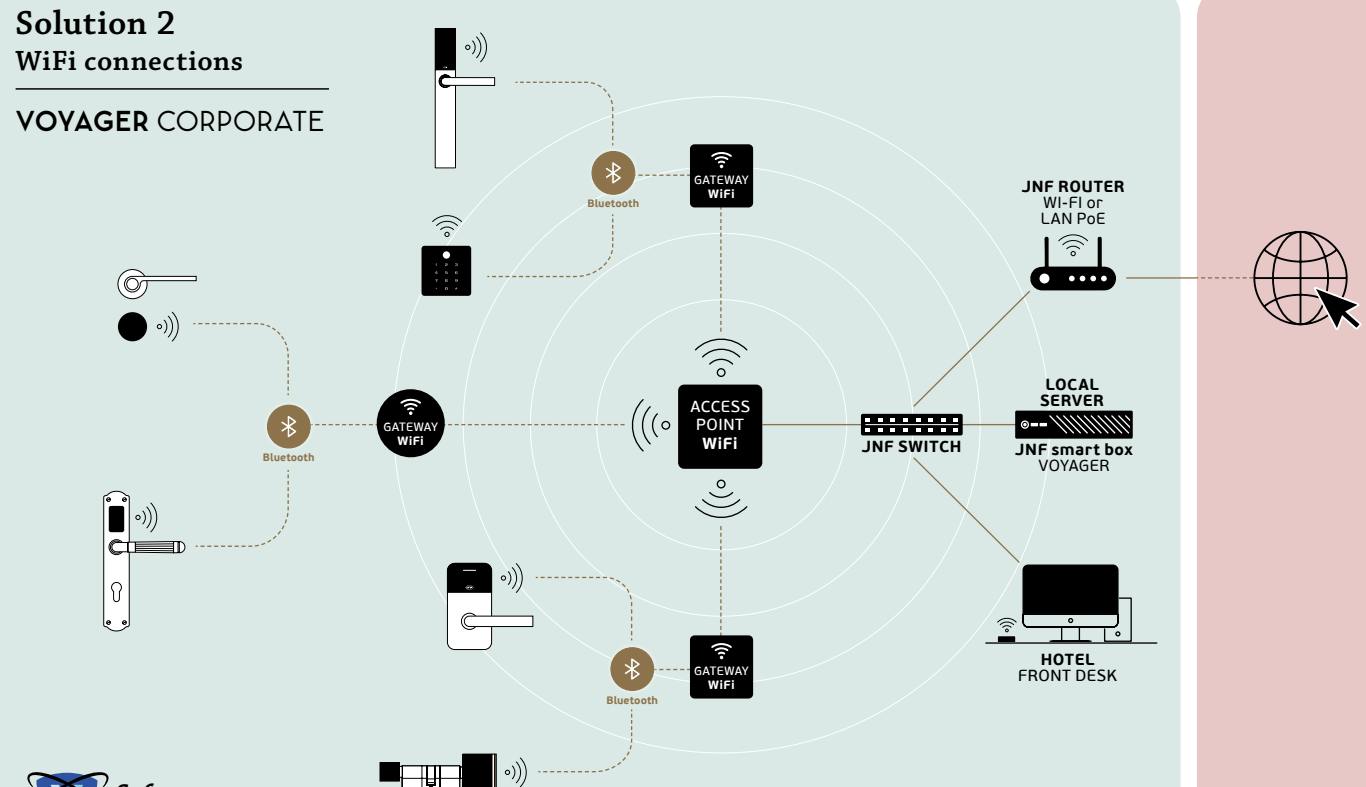 Solution 2
WiFi connections
VOYAGER CORPORATE
Bluetooth
GATEWAY
WiFi
JNF ROUTER
WI-FI or
LAN PoE
Bluetooth
GATEWAY
WiFi
ACCESS
POINT
WiFi
JNF SWITCH
LOCAL
SERVER
JNF smart box
VOYAGER
Bluetooth
GATEWAY
WiFi
HOTEL
FRONT DESK